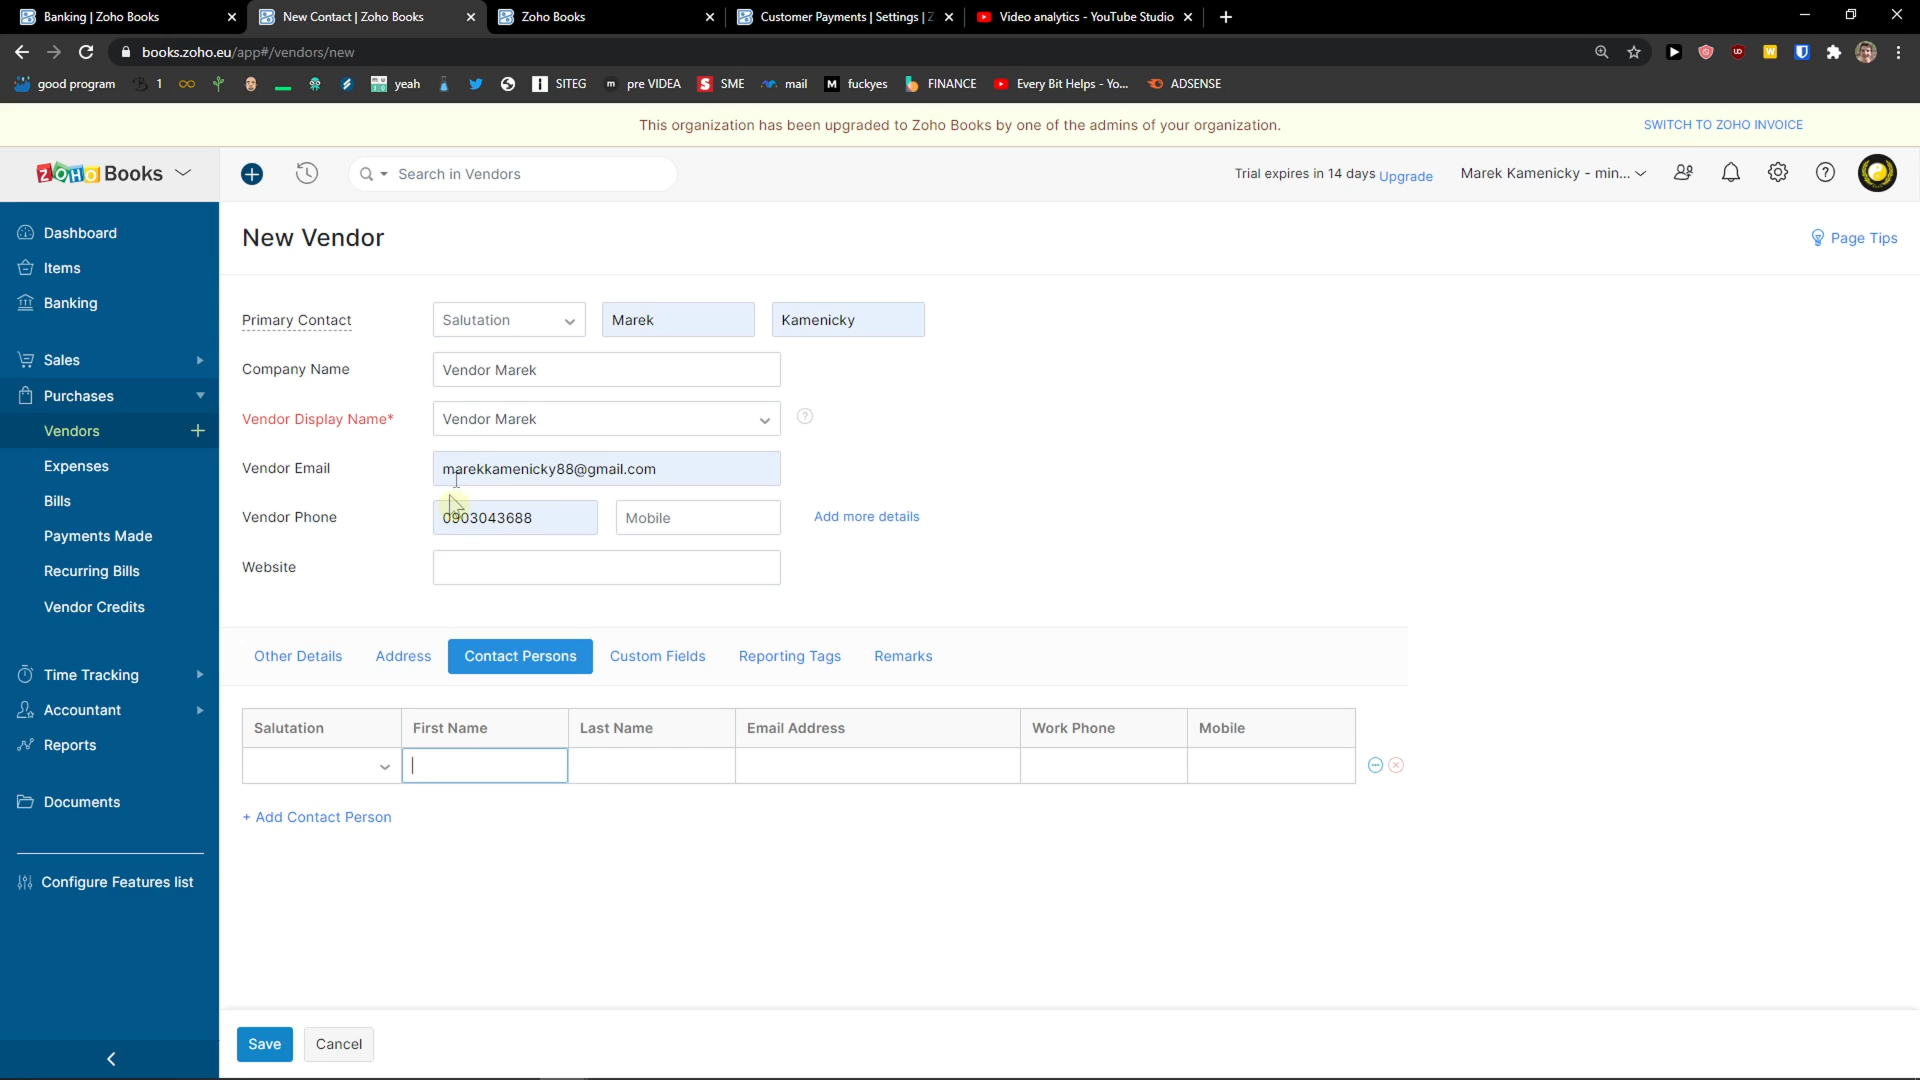 Banking | Zoho Books
New Contact | Zoho Books
Zoho Books
Customer Payments | Settings | Z
Video analytics - YouTube Studio
books.zoho.eu/app#/vendors/new
good program
1
yeah
SITEG
pre VIDEA
SME
mail
fuckyes
FINANCE
Every Bit Helps - Yo...
ADSENSE
This organization has been upgraded to Zoho Books by one of the admins of your organization.
SWITCH TO ZOHO INVOICE
ZOHO Books
Search in Vendors
Trial expires in 14 days Upgrade
Marek Kamenicky - min...
Dashboard
Items
Banking
Sales
Purchases
Vendors
Expenses
Bills
Payments Made
Recurring Bills
Vendor Credits
Time Tracking
Accountant
Reports
Documents
Configure Features list
New Vendor
Page Tips
Primary Contact
Salutation
Marek
Kamenicky
Company Name
Vendor Marek
Vendor Display Name*
Vendor Marek
Vendor Email
marekkamenicky88@gmail.com
Vendor Phone
0903043688
Mobile
Add more details
Website
Other Details
Address
Contact Persons
Custom Fields
Reporting Tags
Remarks
Salutation
First Name
Last Name
Email Address
Work Phone
Mobile
+ Add Contact Person
Save
Cancel